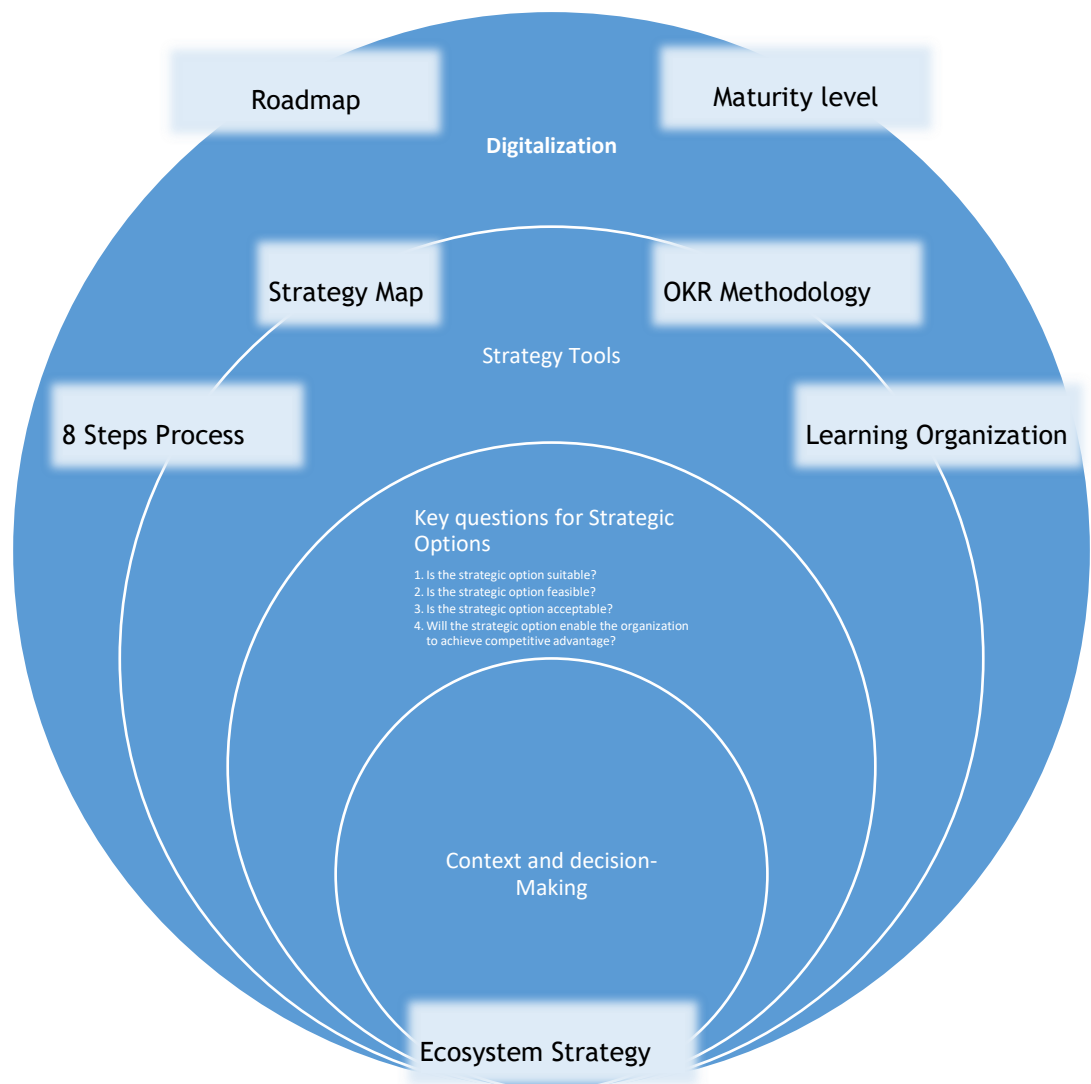 Roadmap
Maturity level
Digitalization
Strategy Map
OKR Methodology
Strategy Tools
8 Steps Process
Learning Organization
Key questions for Strategic
Options
1. Is the strategic option suitable?
2. Is the strategic option feasible?
3. Is the strategic option acceptable?
4. Will the strategic option enable the organization
to achieve competitive advantage?
Context and decision-
Making
Ecosystem Strategy